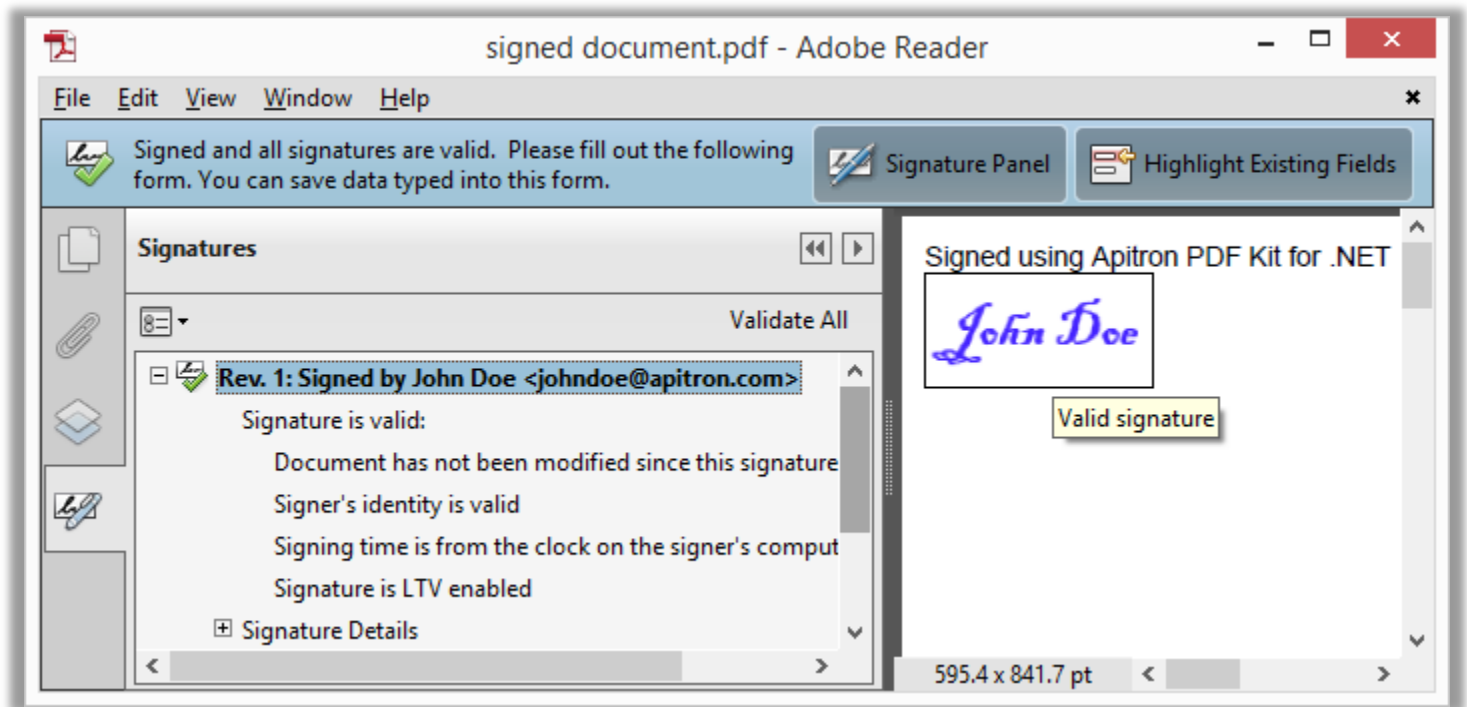 signed document.pdf - Adobe Reader
File Edit View Window Help
Signed and all signatures are valid. Please fill out the following
form. You can save data typed into this form.
Signature Panel
Highlight Existing Fields
Signatures
Validate All
Rev. 1: Signed by John Doe <johndoe@apitron.com>
Signature is valid:
Document has not been modified since this signature
Signer's identity is valid
Signing time is from the clock on the signer's comput
Signature is LTV enabled
Signature Details
Signed using Apitron PDF Kit for .NET
John Doe
Valid signature
595.4 x 841.7 pt